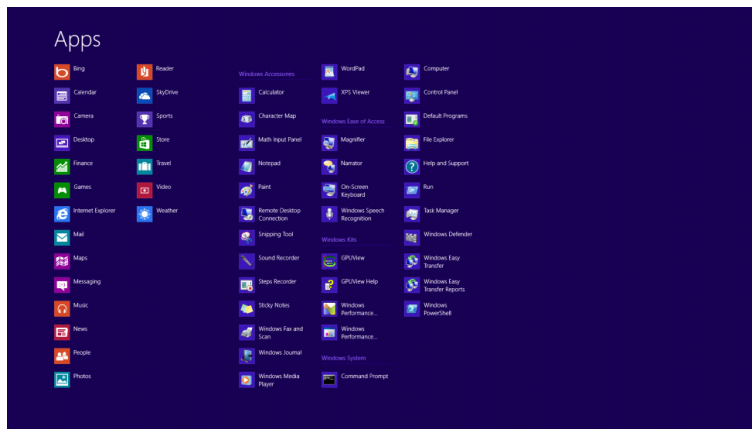 Apps
Bing
Calendar
Camera
Desktop
Finance
Games
Internet Explorer
Mail
Maps
Messaging
Music
News
People
Photos
Reader
SkyDrive
Sports
Store
Travel
Video
Weather
Windows Accessories
Calculator
Character Map
Math Input Panel
Notepad
Paint
Remote Desktop
Connection
Snipping Tool
Sound Recorder
Steps Recorder
Sticky Notes
Windows Fax and
Scan
Windows Journal
Windows Media
Player
WordPad
XPS Viewer
Windows Ease of Access
Magnifier
Narrator
On-Screen
Keyboard
Windows Speech
Recognition
Windows Kits
GPUView
GPUView Help
Windows
Performance...
Windows
Performance...
Windows System
Command Prompt
Computer
Control Panel
Default Programs
File Explorer
Help and Support
Run
Task Manager
Windows Defender
Windows Easy
Transfer
Windows Easy
Transfer Reports
Windows
PowerShell